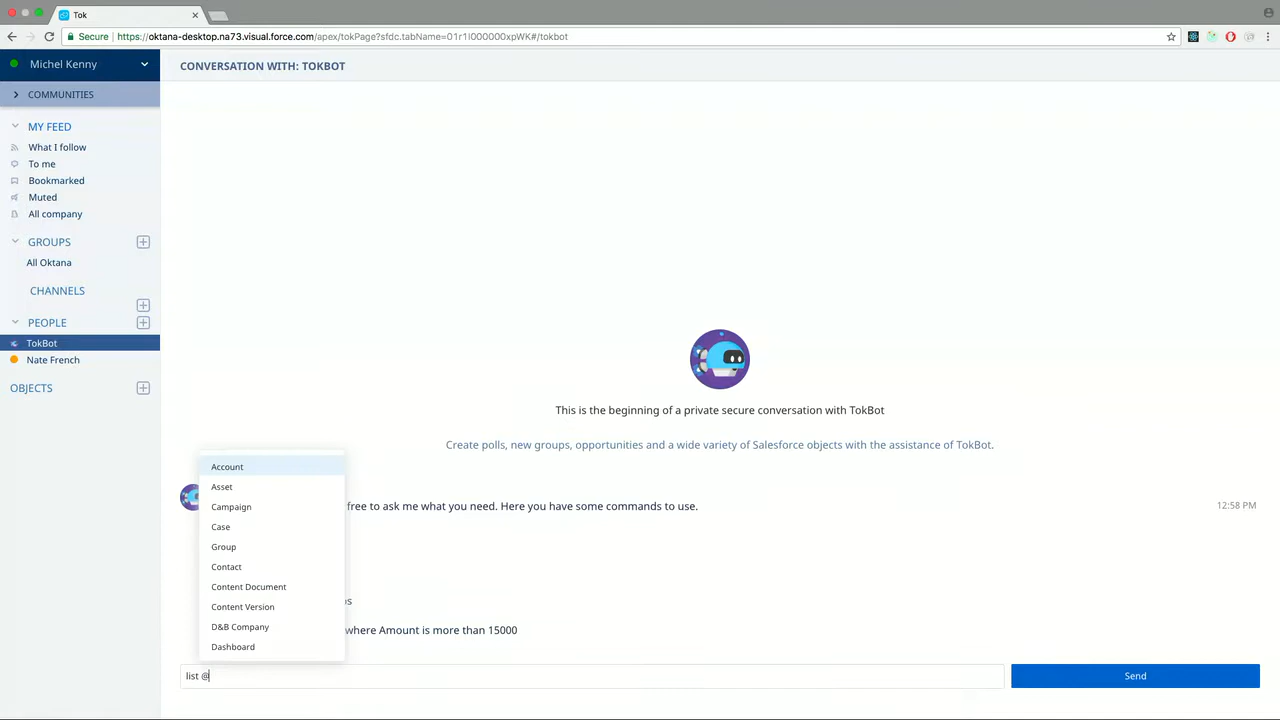 Tok
Secure
https://oktana-desktop.na73.visual.force.com/apex/tokPage?sfdc.tabName=01r1I000000xpWK#/tokbot
Michel Kenny
COMMUNITIES
MY FEED
What I follow
To me
Bookmarked
Muted
All company
GROUPS
All Oktana
CHANNELS
PEOPLE
TokBot
Nate French
OBJECTS
CONVERSATION WITH: TOKBOT
This is the beginning of a private secure conversation with TokBot
Create polls, new groups, opportunities and a wide variety of Salesforce objects with the assistance of TokBot.
free to ask me what you need. Here you have some commands to use.
12:58 PM
where Amount is more than 15000
Account
Asset
Campaign
Case
Group
Contact
Content Document
Content Version
D&B Company
Dashboard
list @
Send